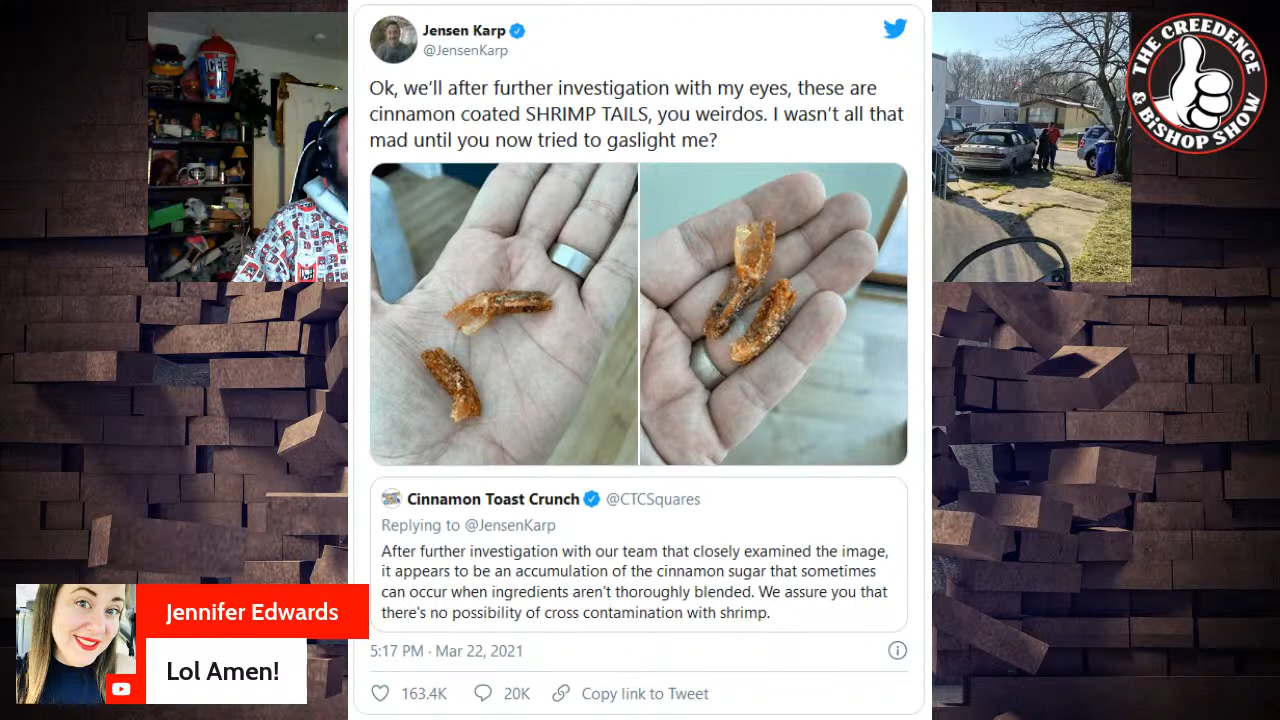 Jensen Karp
@JensenKarp
Ok, we’ll after further investigation with my eyes, these are
cinnamon coated SHRIMP TAILS, you weirdos. I wasn’t all that
mad until you now tried to gaslight me?
Cinnamon Toast Crunch @CTCSquares
Replying to @JensenKarp
After further investigation with our team that closely examined the image,
it appears to be an accumulation of the cinnamon sugar that sometimes
can occur when ingredients aren't thoroughly blended. We assure you that
there's no possibility of cross contamination with shrimp.
5:17 PM · Mar 22, 2021
163.4K 20K Copy link to Tweet
THE CREEDENCE
& BiSHOP SHOW
ICEE
Jennifer Edwards
Lol Amen!